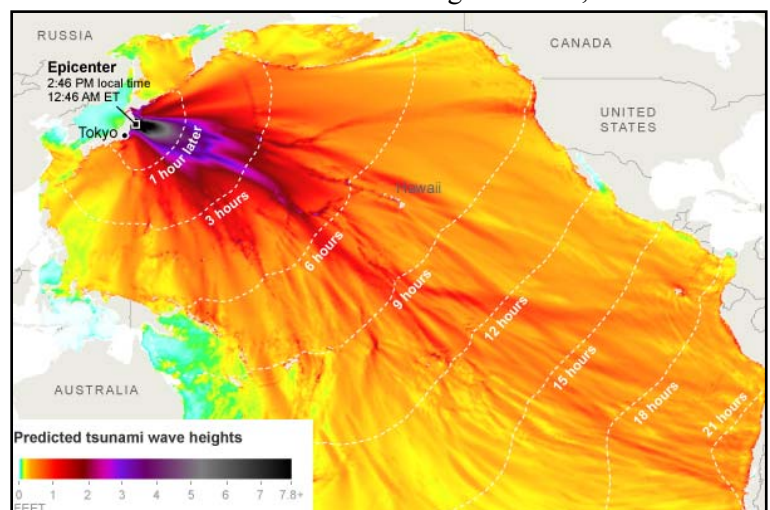 RUSSIA
CANADA
Epicenter
2:46 PM local time
12:46 AM ET
UNITED
STATES
Tokyo
1 hour later
Hawaii
3 hours
6 hours
9 hours
12 hours
15 hours
18 hours
21 hours
AUSTRALIA
Predicted tsunami wave heights
0 1 2 3 4 5 6 7 7.8+
FEET